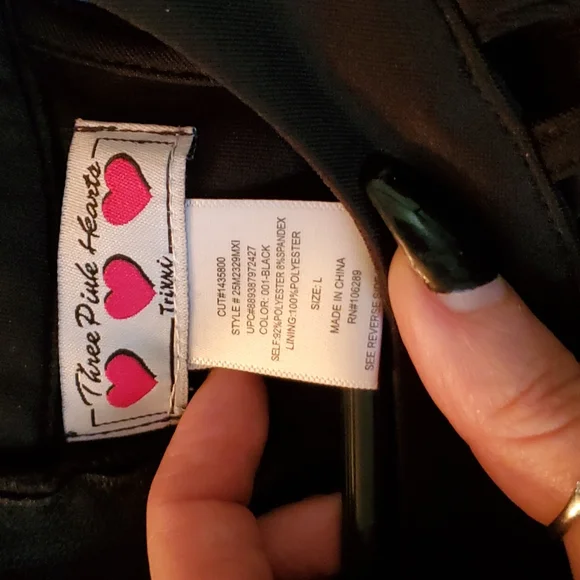 Three Pink Hearts
Trixxi
CUT#1435800
STYLE # 25M2329MXI
UPC#889387972427
COLOR: 001-BLACK
SELF:92%POLYESTER 8%SPANDEX
LINING:100%POLYESTER
SIZE: L
MADE IN CHINA
RN#106289
SEE REVERSE SIDE